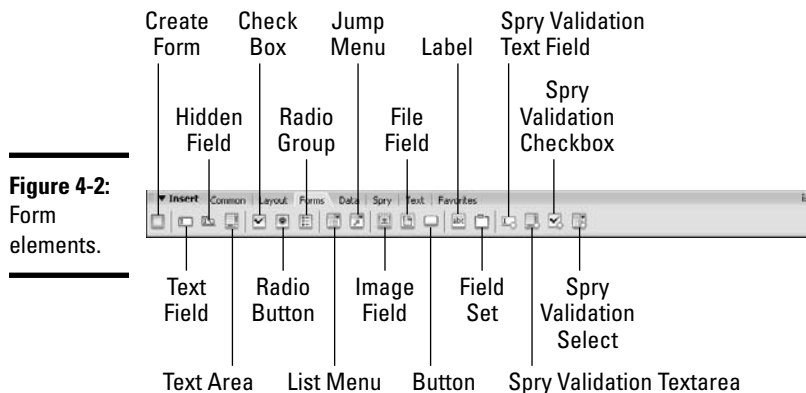 Create Form
Check Box
Jump Menu
Label
Spry Validation Text Field
Hidden Field
Radio Group
File Field
Spry Validation Checkbox
Figure 4-2:
Form
elements.
▼ Insert Common Layout Forms Data Spry Text Favorites
abc
Text Field
Radio Button
Image Field
Field Set
Spry Validation Select
Text Area
List Menu
Button
Spry Validation Textarea